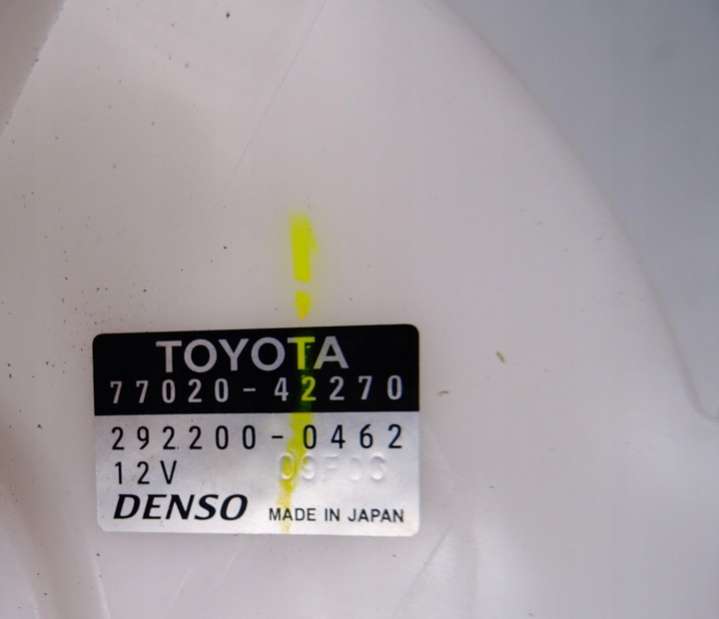 TOYOTA
77020-42270
292200-0462
12V
DENSO MADE IN JAPAN